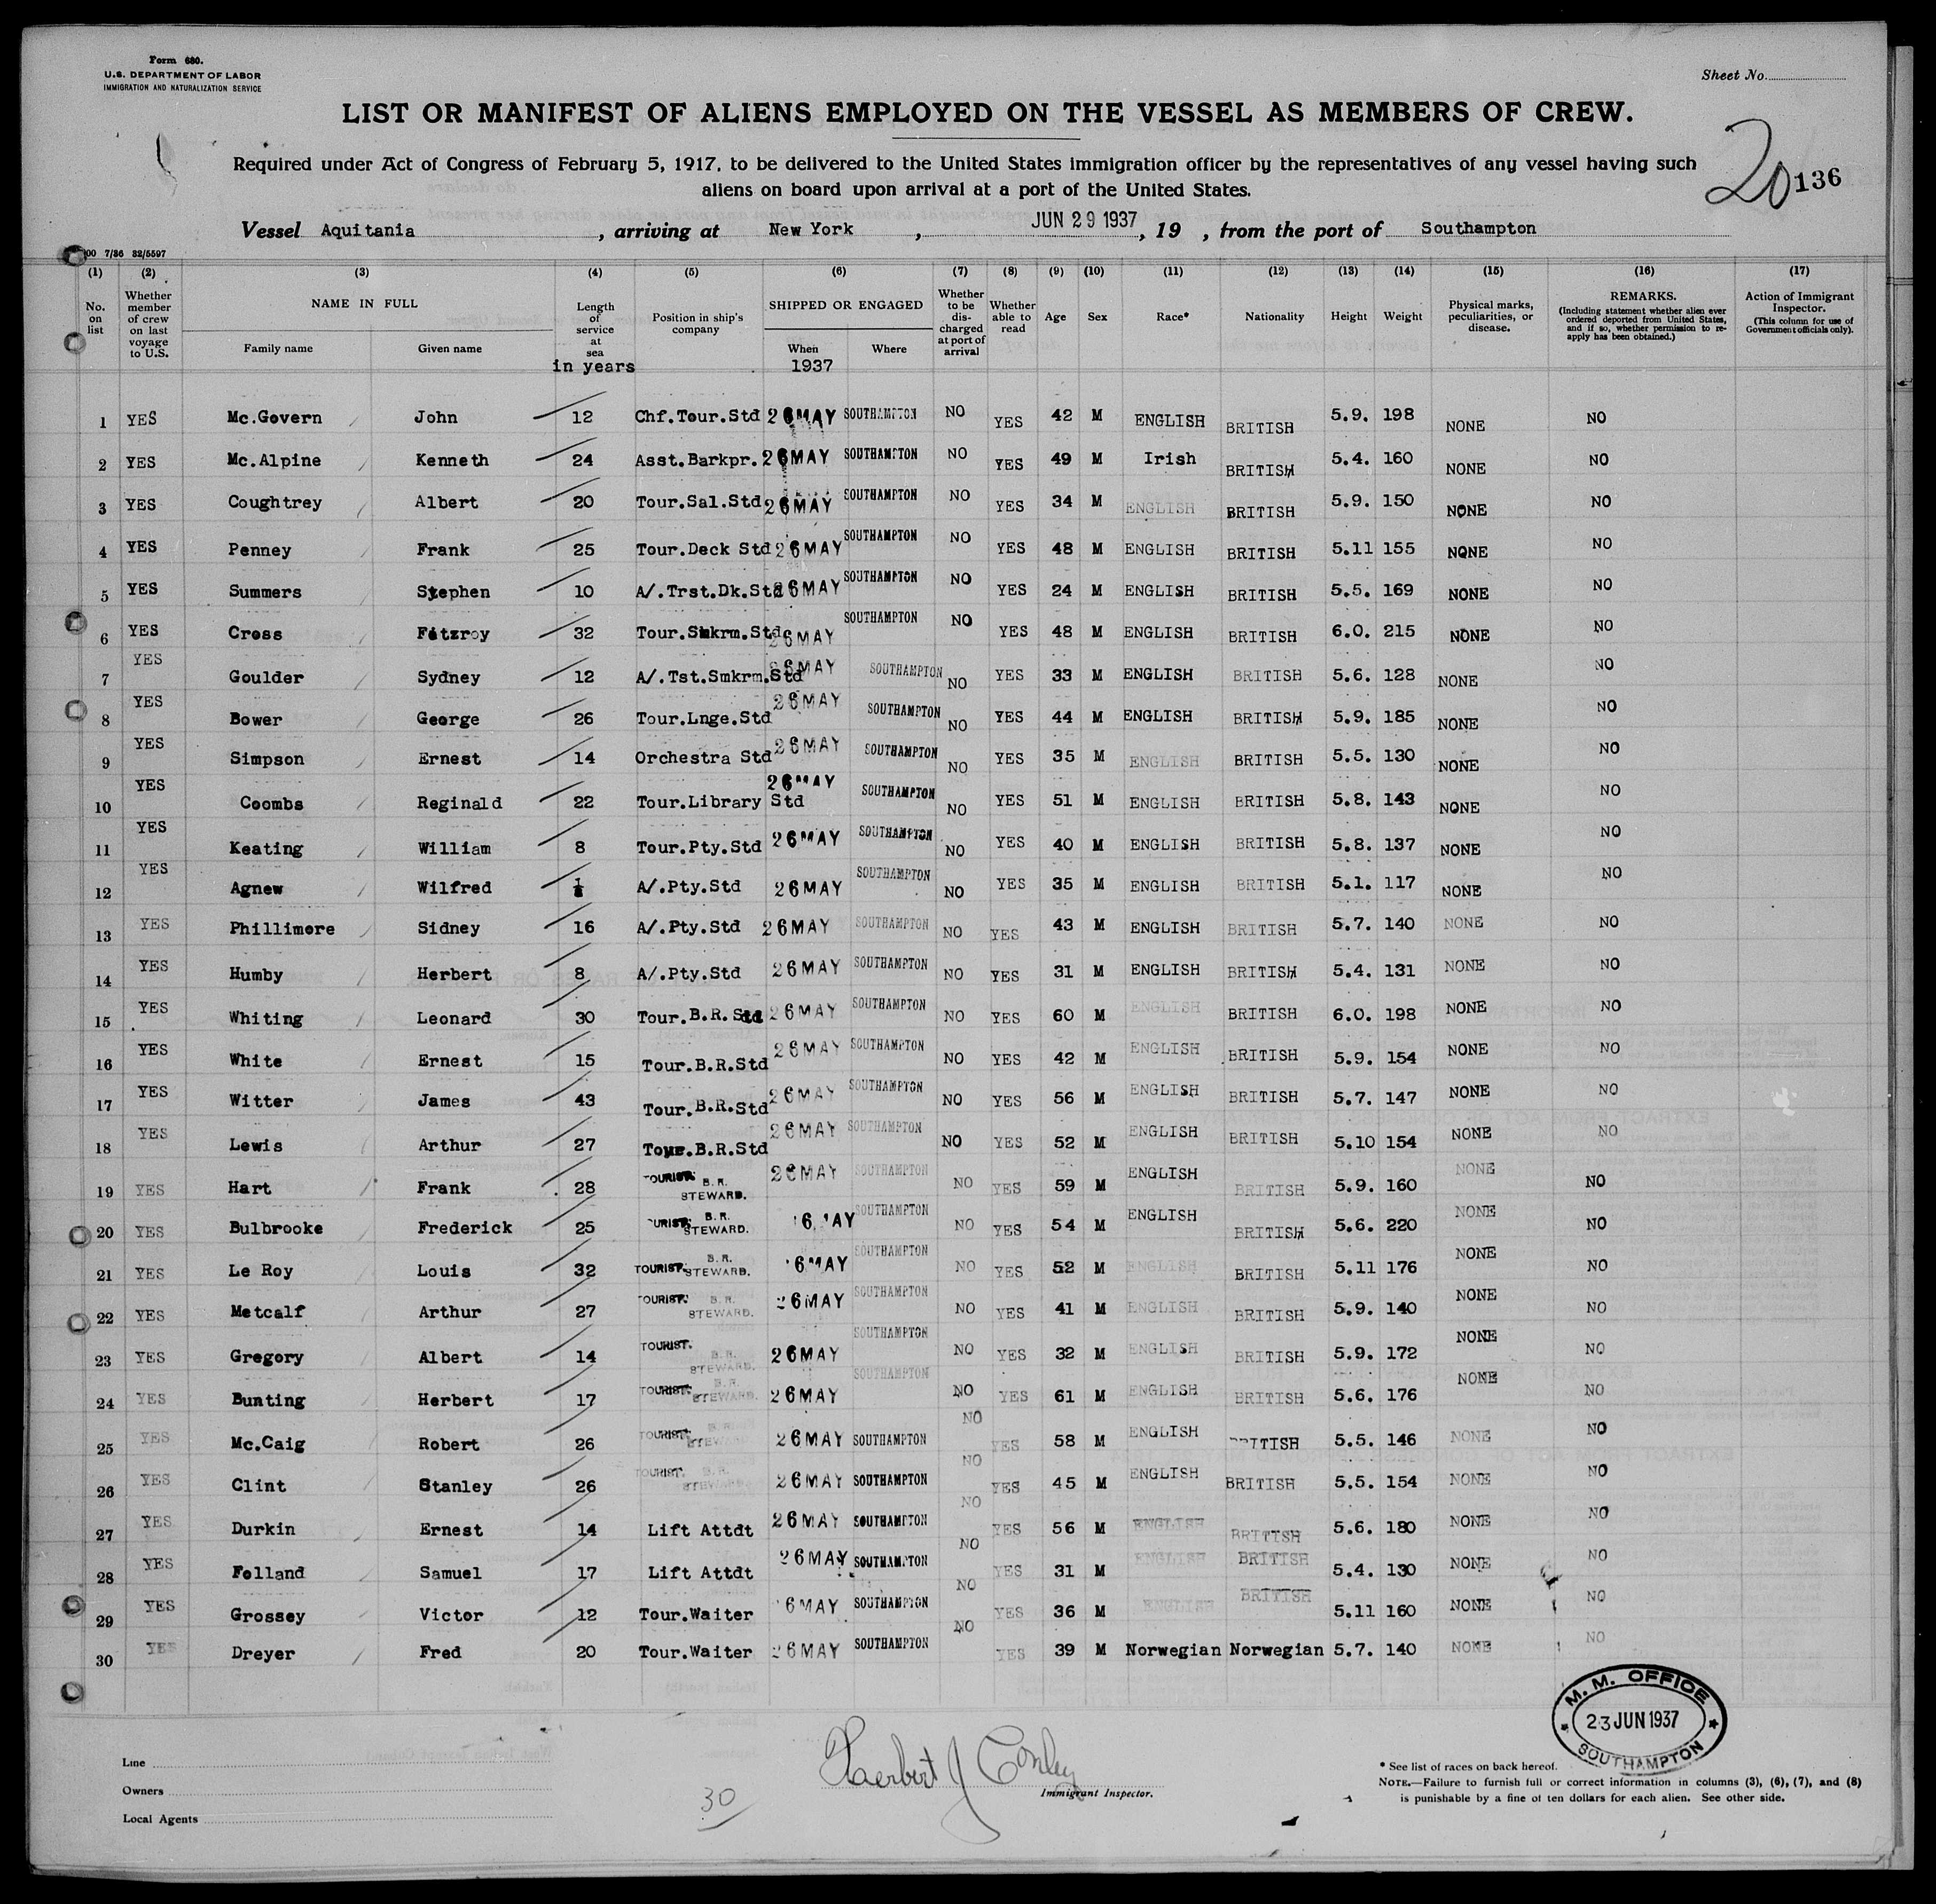 Form 680.
U.S. DEPARTMENT OF LABOR
IMMIGRATION AND NATURALIZATION SERVICE
Sheet No.
LIST OR MANIFEST OF ALIENS EMPLOYED ON THE VESSEL AS MEMBERS OF CREW.
Required under Act of Congress of February 5, 1917, to be delivered to the United States immigration officer by the representatives of any vessel having such
aliens on board upon arrival at a port of the United States.
20 136
Vessel Aquitania, arriving at New York, JUN 29 1937, 19 , from the port of Southampton
00 7/36 32/5597
(1) (2) (3) (4) (5) (6) (7) (8) (9) (10) (11) (12) (13) (14) (15) (16) (17)
No. on list
Whether member of crew on last voyage to U.S.
NAME IN FULL
Family name Given name
Length of service at sea
in years
Position in ship's company
SHIPPED OR ENGAGED
When Where
1937
Whether to be discharged at port of arrival
Whether able to read
Age Sex Race* Nationality Height Weight
Physical marks, peculiarities, or disease.
REMARKS.
(Including statement whether alien ever ordered deported from United States, and if so, whether permission to reapply has been obtained.)
Action of Immigrant Inspector.
(This column for use of Government officials only).
1 YES Mc.Govern John 12 Chf.Tour.Std 26MAY SOUTHAMPTON NO YES 42 M ENGLISH BRITISH 5.9. 198 NONE NO
2 YES Mc.Alpine Kenneth 24 Asst.Barkpr. 26MAY SOUTHAMPTON NO YES 49 M Irish BRITISH 5.4. 160 NONE NO
3 YES Coughtrey Albert 20 Tour.Sal.Std 26MAY SOUTHAMPTON NO YES 34 M ENGLISH BRITISH 5.9. 150 NONE NO
4 YES Penney Frank 25 Tour.Deck Std 26MAY SOUTHAMPTON NO YES 48 M ENGLISH BRITISH 5.11 155 NONE NO
5 YES Summers Stephen 10 A/.Trst.Dk.Std 26MAY SOUTHAMPTON NO YES 24 M ENGLISH BRITISH 5.5. 169 NONE NO
6 YES Cross Fitzroy 32 Tour.Smkrm.Std 26MAY SOUTHAMPTON NO YES 48 M ENGLISH BRITISH 6.0. 215 NONE NO
7 YES Goulder Sydney 12 A/.Tst.Smkrm.Std 26MAY SOUTHAMPTON NO YES 33 M ENGLISH BRITISH 5.6. 128 NONE NO
8 YES Bower George 26 Tour.Lnge.Std 26MAY SOUTHAMPTON NO YES 44 M ENGLISH BRITISH 5.9. 185 NONE NO
9 YES Simpson Ernest 14 Orchestra Std 26MAY SOUTHAMPTON NO YES 35 M ENGLISH BRITISH 5.5. 130 NONE NO
10 YES Coombs Reginald 22 Tour.Library Std 26MAY SOUTHAMPTON NO YES 51 M ENGLISH BRITISH 5.8. 143 NONE NO
11 YES Keating William 8 Tour.Pty.Std 26MAY SOUTHAMPTON NO YES 40 M ENGLISH BRITISH 5.8. 137 NONE NO
12 YES Agnew Wilfred A/.Pty.Std 26MAY SOUTHAMPTON NO YES 35 M ENGLISH BRITISH 5.1. 117 NONE NO
13 YES Phillimore Sidney 16 A/.Pty.Std 26MAY SOUTHAMPTON NO YES 43 M ENGLISH BRITISH 5.7. 140 NONE NO
14 YES Humby Herbert 8 A/.Pty.Std 26MAY SOUTHAMPTON NO YES 31 M ENGLISH BRITISH 5.4. 131 NONE NO
15 YES Whiting Leonard 30 Tour.B.R.Std 26MAY SOUTHAMPTON NO YES 60 M ENGLISH BRITISH 6.0. 198 NONE NO
16 YES White Ernest 15 Tour.B.R.Std 26MAY SOUTHAMPTON NO YES 42 M ENGLISH BRITISH 5.9. 154 NONE NO
17 YES Witter James 43 Tour.B.R.Std 26MAY SOUTHAMPTON NO YES 56 M ENGLISH BRITISH 5.7. 147 NONE NO
18 YES Lewis Arthur 27 Tour.B.R.Std 26MAY SOUTHAMPTON NO YES 52 M ENGLISH BRITISH 5.10 154 NONE NO
19 YES Hart Frank 28 TOURIST. B.R. STEWARD. 26MAY SOUTHAMPTON NO YES 59 M ENGLISH BRITISH 5.9. 160 NONE NO
20 YES Bulbrooke Frederick 25 TOURIST. B.R. STEWARD. 26MAY SOUTHAMPTON NO YES 54 M ENGLISH BRITISH 5.6. 220 NONE NO
21 YES Le Roy Louis 32 TOURIST. B.R. STEWARD. 26MAY SOUTHAMPTON NO YES 52 M ENGLISH BRITISH 5.11 176 NONE NO
22 YES Metcalf Arthur 27 TOURIST. B.R. STEWARD. 26MAY SOUTHAMPTON NO YES 41 M ENGLISH BRITISH 5.9. 140 NONE NO
23 YES Gregory Albert 14 TOURIST. B.R. STEWARD. 26MAY SOUTHAMPTON NO YES 32 M ENGLISH BRITISH 5.9. 172 NONE NO
24 YES Bunting Herbert 17 TOURIST. B.R. STEWARD. 26MAY SOUTHAMPTON NO YES 61 M ENGLISH BRITISH 5.6. 176 NONE NO
25 YES Mc.Caig Robert 26 TOURIST. B.R. STEWARD. 26MAY SOUTHAMPTON NO YES 58 M ENGLISH BRITISH 5.5. 146 NONE NO
26 YES Clint Stanley 26 TOURIST. B.R. STEWARD. 26MAY SOUTHAMPTON NO YES 45 M ENGLISH BRITISH 5.5. 154 NONE NO
27 YES Durkin Ernest 14 Lift Attdt 26MAY SOUTHAMPTON NO YES 56 M ENGLISH BRITISH 5.6. 180 NONE NO
28 YES Folland Samuel 17 Lift Attdt 26MAY SOUTHAMPTON NO YES 31 M ENGLISH BRITISH 5.4. 130 NONE NO
29 YES Grossey Victor 12 Tour.Waiter 26MAY SOUTHAMPTON NO YES 36 M ENGLISH BRITISH 5.11 160 NONE NO
30 YES Dreyer Fred 20 Tour.Waiter 26MAY SOUTHAMPTON NO YES 39 M Norwegian Norwegian 5.7. 140 NONE NO
M. M. OFFICE
23 JUN 1937
SOUTHAMPTON
Line
Owners
Local Agents
30
Herbert J Conley
Immigrant Inspector.
* See list of races on back hereof.
NOTE.—Failure to furnish full or correct information in columns (3), (6), (7), and (8)
is punishable by a fine of ten dollars for each alien. See other side.